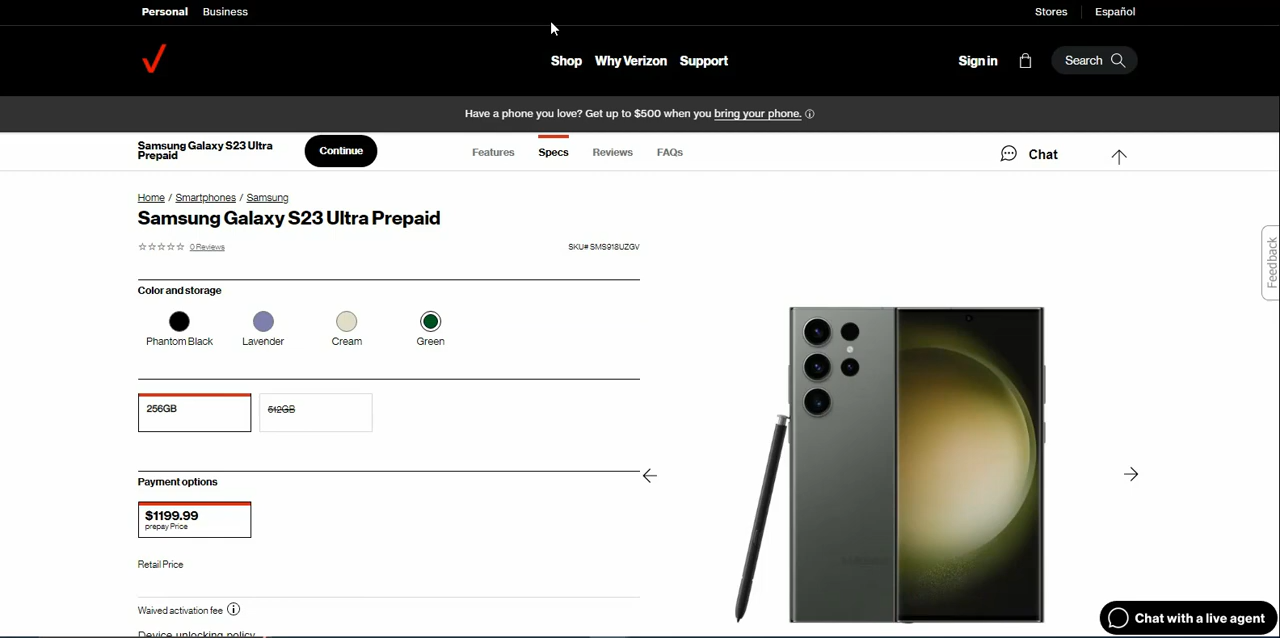 Personal Business Stores Español
Shop Why Verizon Support Sign in Search
Have a phone you love? Get up to $500 when you bring your phone.
Samsung Galaxy S23 Ultra
Prepaid
Continue
Features Specs Reviews FAQs
Chat
Home / Smartphones / Samsung
Samsung Galaxy S23 Ultra Prepaid
0 Reviews SKU# SMS918UZGV
Feedback
Color and storage
Phantom Black Lavender Cream Green
256GB 512GB
Payment options
$1199.99
prepay Price
Retail Price
Waived activation fee
Device unlocking policy
Chat with a live agent